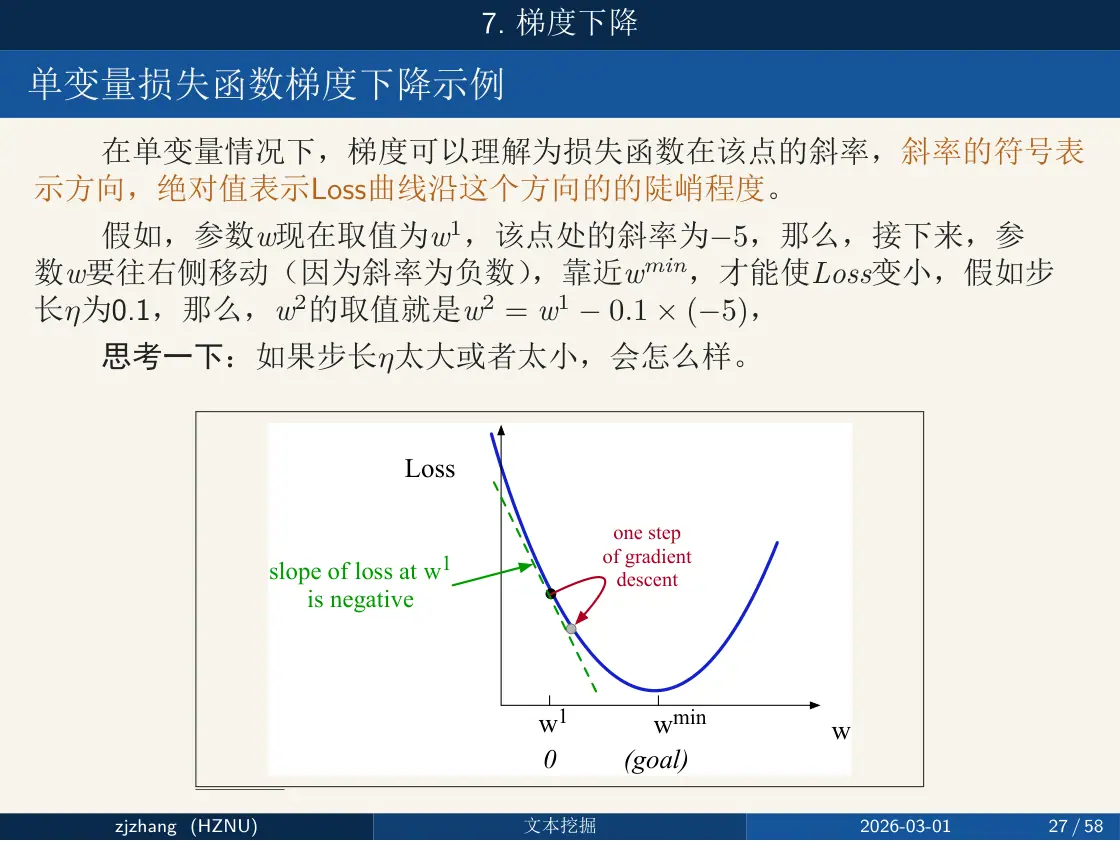 7. 梯度下降
单变量损失函数梯度下降示例
在单变量情况下，梯度可以理解为损失函数在该点的斜率，斜率的符号表
示方向，绝对值表示Loss曲线沿这个方向的的陡峭程度。
假如，参数w现在取值为w¹，该点处的斜率为−5，那么，接下来，参
数w要往右侧移动（因为斜率为负数），靠近wᵐⁱⁿ，才能使Loss变小，假如步
长η为0.1，那么，w²的取值就是w² = w¹ − 0.1 × (−5)，
思考一下：如果步长η太大或者太小，会怎么样。
Loss
one step
of gradient
descent
slope of loss at w¹
is negative
w¹
wᵐⁱⁿ
w
0
(goal)
zjzhang (HZNU)
文本挖掘
2026-03-01
27 / 58